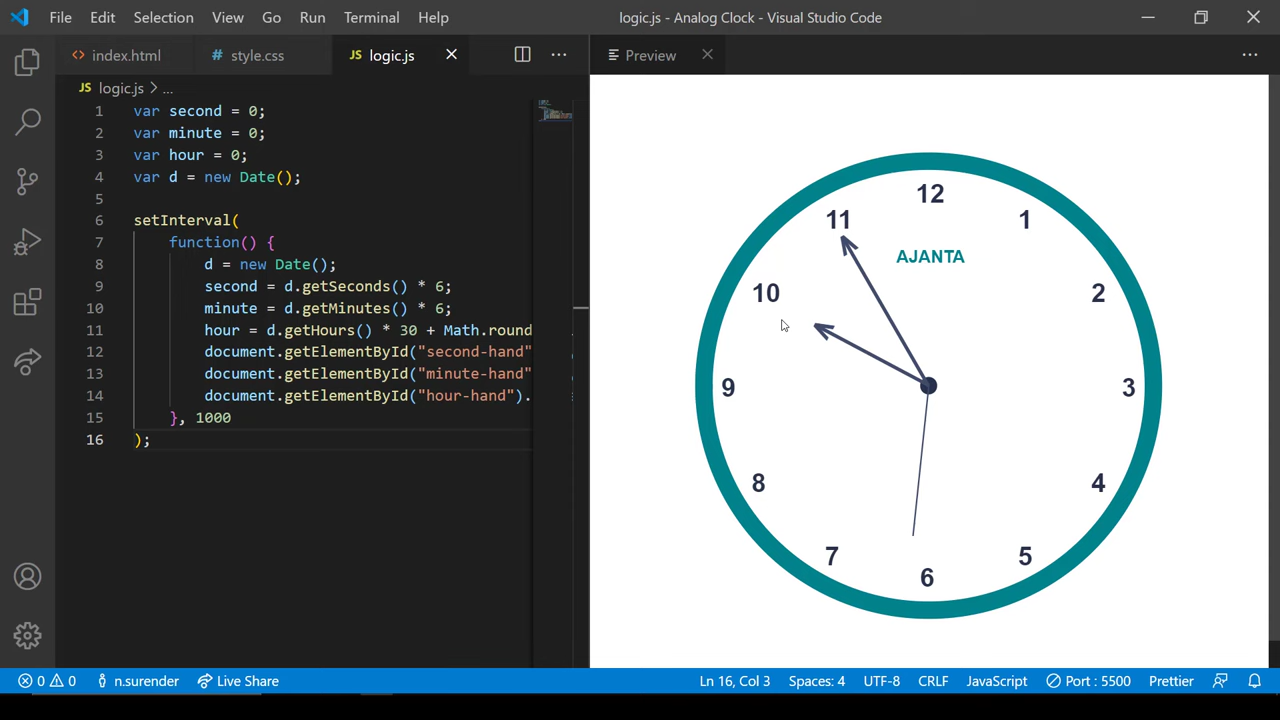 File Edit Selection View Go Run Terminal Help
logic.js - Analog Clock - Visual Studio Code
index.html
style.css
JS logic.js
Preview
JS logic.js > ...
1 var second = 0;
2 var minute = 0;
3 var hour = 0;
4 var d = new Date();
5
6 setInterval(
7 function() {
8 d = new Date();
9 second = d.getSeconds() * 6;
10 minute = d.getMinutes() * 6;
11 hour = d.getHours() * 30 + Math.round
12 document.getElementById("second-hand"
13 document.getElementById("minute-hand"
14 document.getElementById("hour-hand").
15 }, 1000
16 );
12
11
1
AJANTA
10
2
9
3
8
4
7
5
6
0 0 n.surender Live Share
Ln 16, Col 3 Spaces: 4 UTF-8 CRLF JavaScript Port : 5500 Prettier